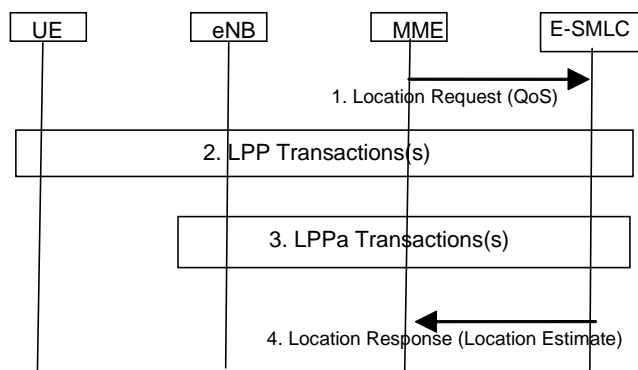 UE
eNB
MME
E-SMLC
1. Location Request (QoS)
2. LPP Transactions(s)
3. LPPa Transactions(s)
4. Location Response (Location Estimate)